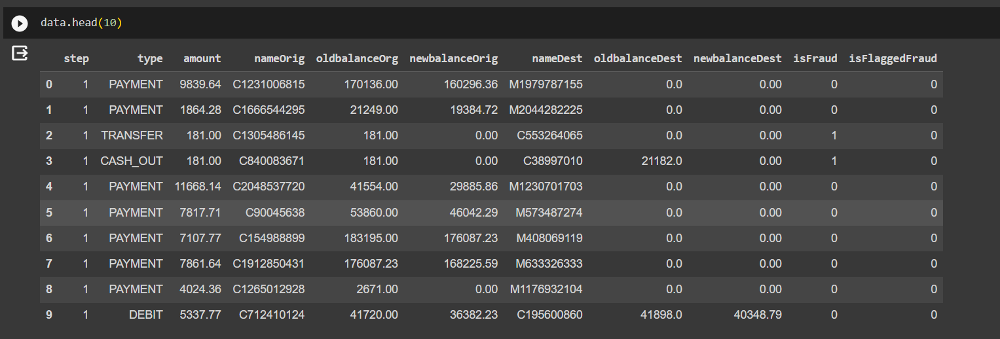 data.head(10)
step type amount nameOrig oldbalanceOrg newbalanceOrig nameDest oldbalanceDest newbalanceDest isFraud isFlaggedFraud
0 1 PAYMENT 9839.64 C1231006815 170136.00 160296.36 M1979787155 0.0 0.00 0 0
1 1 PAYMENT 1864.28 C1666544295 21249.00 19384.72 M2044282225 0.0 0.00 0 0
2 1 TRANSFER 181.00 C1305486145 181.00 0.00 C553264065 0.0 0.00 1 0
3 1 CASH_OUT 181.00 C840083671 181.00 0.00 C38997010 21182.0 0.00 1 0
4 1 PAYMENT 11668.14 C2048537720 41554.00 29885.86 M1230701703 0.0 0.00 0 0
5 1 PAYMENT 7817.71 C90045638 53860.00 46042.29 M573487274 0.0 0.00 0 0
6 1 PAYMENT 7107.77 C154988899 183195.00 176087.23 M408069119 0.0 0.00 0 0
7 1 PAYMENT 7861.64 C1912850431 176087.23 168225.59 M633326333 0.0 0.00 0 0
8 1 PAYMENT 4024.36 C1265012928 2671.00 0.00 M1176932104 0.0 0.00 0 0
9 1 DEBIT 5337.77 C712410124 41720.00 36382.23 C195600860 41898.0 40348.79 0 0